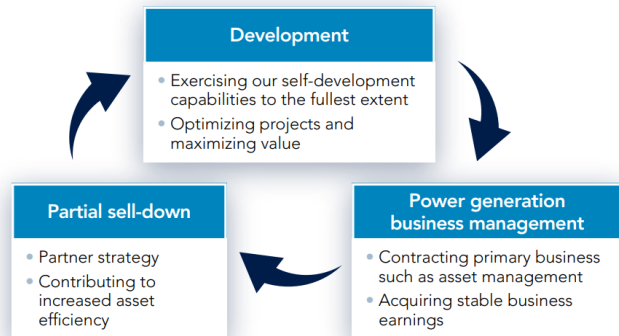 Development
• Exercising our self-development
capabilities to the fullest extent
• Optimizing projects and
maximizing value
Partial sell-down
• Partner strategy
• Contributing to
increased asset
efficiency
Power generation
business management
• Contracting primary business
such as asset management
• Acquiring stable business
earnings